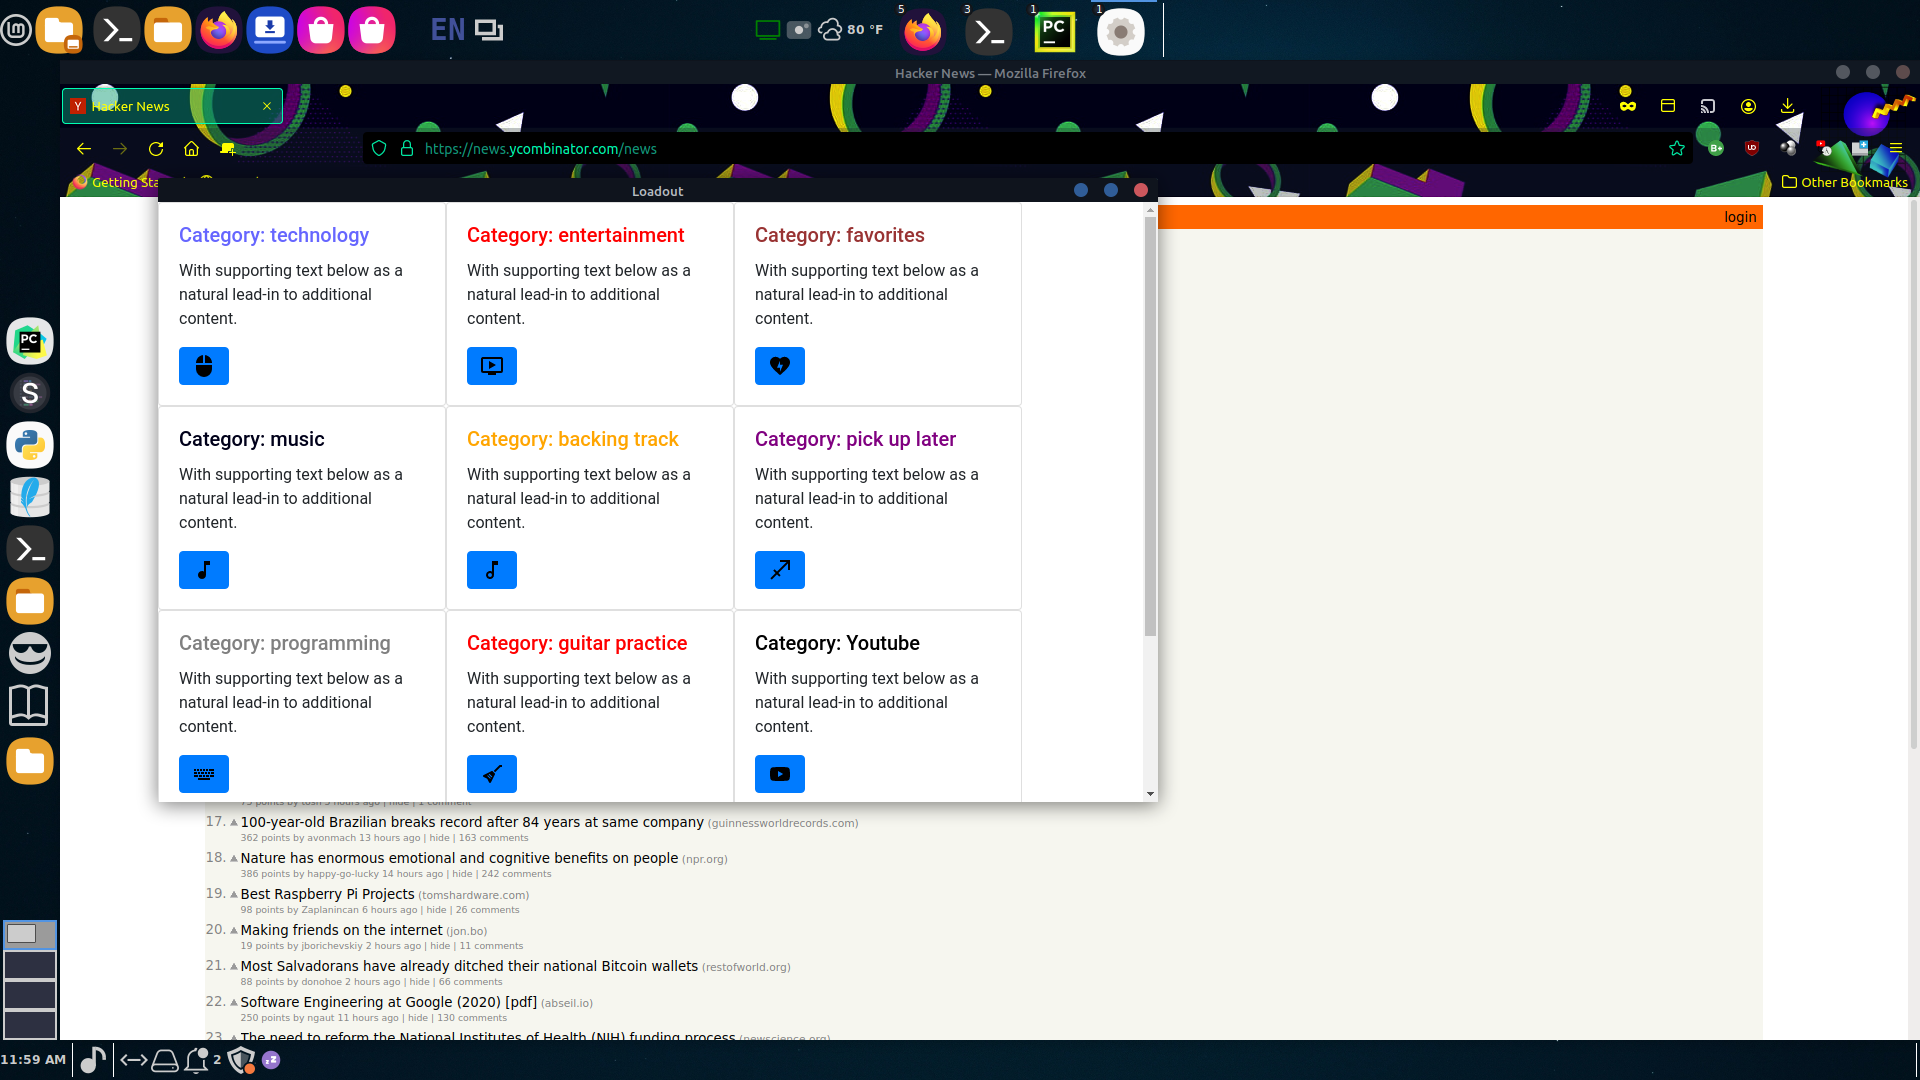 EN
80 °F
5
3
1
1
PC
Hacker News — Mozilla Firefox
Y Hacker News
https://news.ycombinator.com/news
Other Bookmarks
Loadout
login
Category: technology
With supporting text below as a
natural lead-in to additional
content.
Category: entertainment
With supporting text below as a
natural lead-in to additional
content.
Category: favorites
With supporting text below as a
natural lead-in to additional
content.
Category: music
With supporting text below as a
natural lead-in to additional
content.
Category: backing track
With supporting text below as a
natural lead-in to additional
content.
Category: pick up later
With supporting text below as a
natural lead-in to additional
content.
Category: programming
With supporting text below as a
natural lead-in to additional
content.
Category: guitar practice
With supporting text below as a
natural lead-in to additional
content.
Category: Youtube
With supporting text below as a
natural lead-in to additional
content.
PC
S
17. 100-year-old Brazilian breaks record after 84 years at same company (guinnessworldrecords.com)
362 points by avonmach 13 hours ago | hide | 163 comments
18. Nature has enormous emotional and cognitive benefits on people (npr.org)
386 points by happy-go-lucky 14 hours ago | hide | 242 comments
19. Best Raspberry Pi Projects (tomshardware.com)
98 points by Zaplanincan 6 hours ago | hide | 26 comments
20. Making friends on the internet (jon.bo)
19 points by jborichevskiy 2 hours ago | hide | 11 comments
21. Most Salvadorans have already ditched their national Bitcoin wallets (restofworld.org)
88 points by donohoe 2 hours ago | hide | 66 comments
22. Software Engineering at Google (2020) [pdf] (abseil.io)
250 points by ngaut 11 hours ago | hide | 130 comments
23. The need to reform the National Institutes of Health (NIH) funding process (newscience.org)
11:59 AM
2